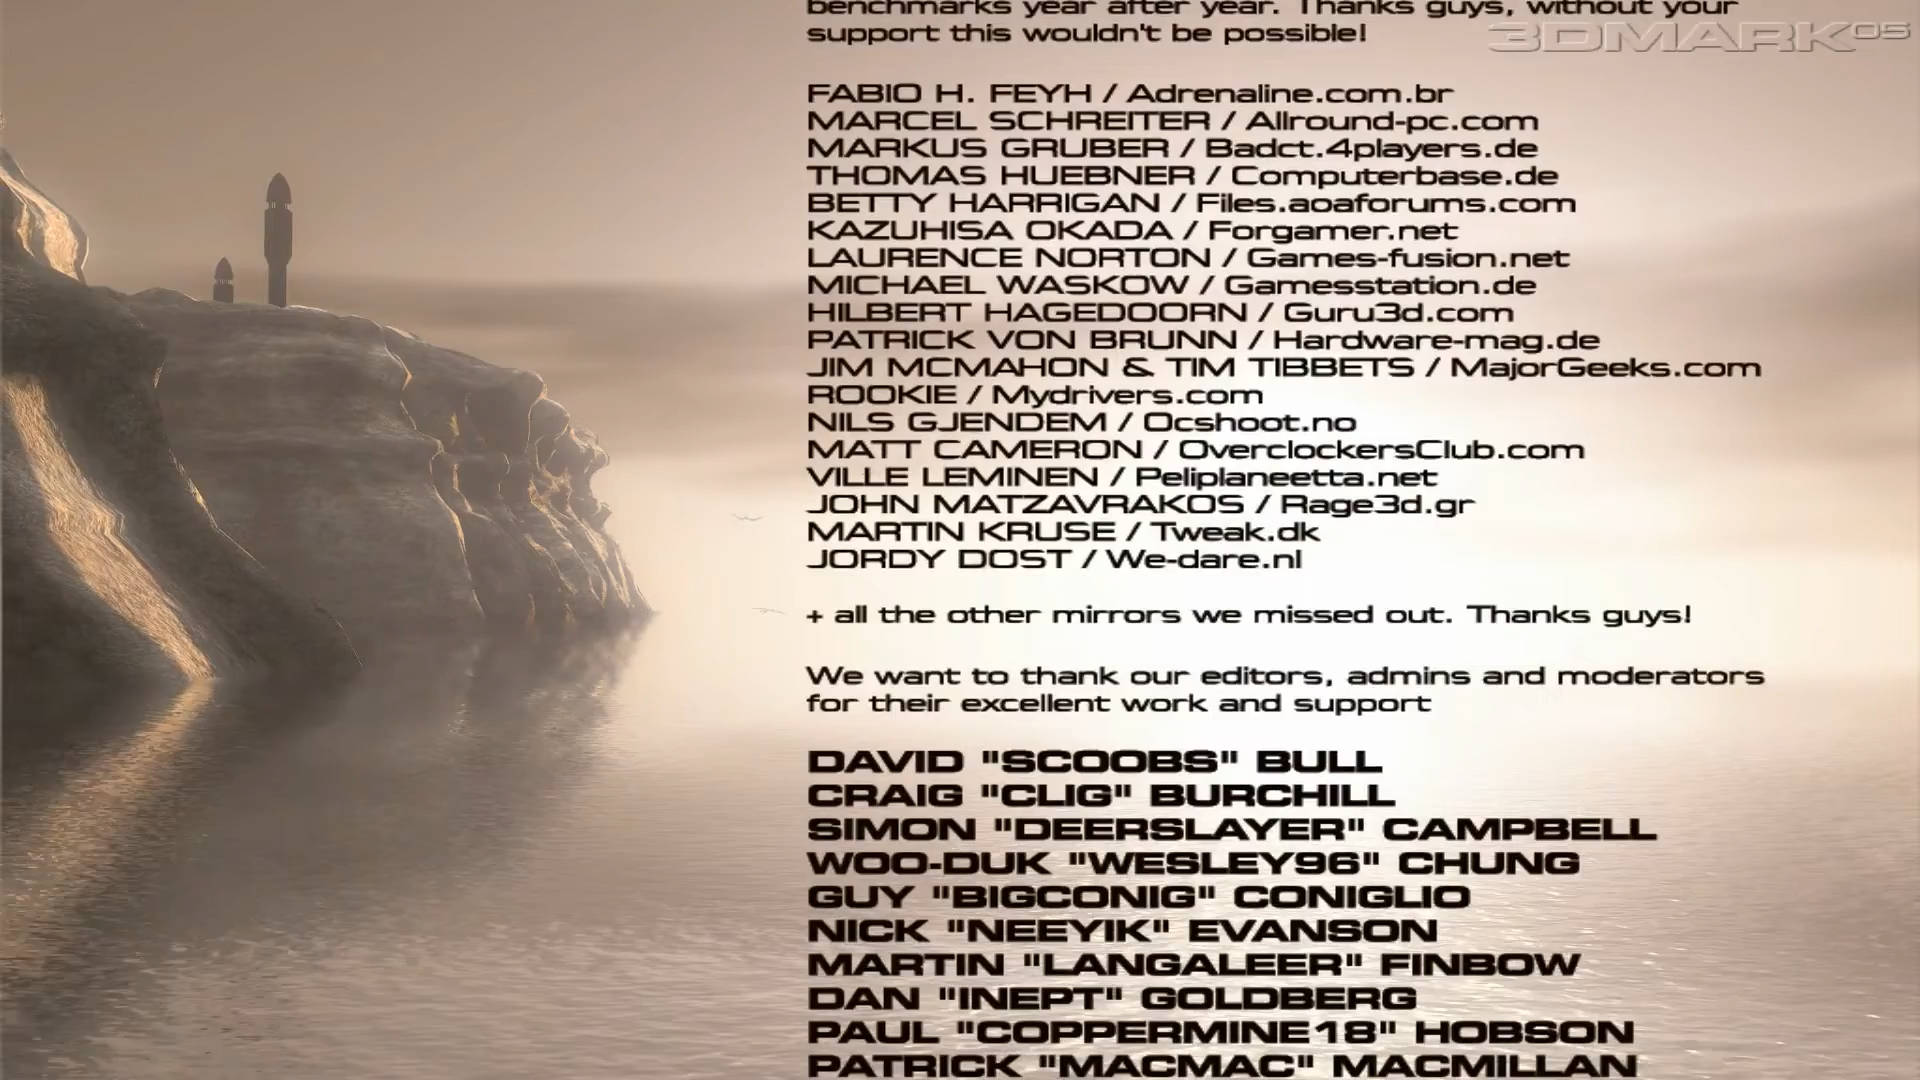 benchmarks year after year. Thanks guys, without your
support this wouldn't be possible!
3DMARK05
FABIO H. FEYH / Adrenaline.com.br
MARCEL SCHREITER / Allround-pc.com
MARKUS GRUBER / Badct.4players.de
THOMAS HUEBNER / Computerbase.de
BETTY HARRIGAN / Files.aoaforums.com
KAZUHISA OKADA / Forgamer.net
LAURENCE NORTON / Games-fusion.net
MICHAEL WASKOW / Gamesstation.de
HILBERT HAGEDOORN / Guru3d.com
PATRICK VON BRUNN / Hardware-mag.de
JIM MCMAHON & TIM TIBBETS / MajorGeeks.com
ROOKIE / Mydrivers.com
NILS GJENDEM / Ocshoot.no
MATT CAMERON / OverclockersClub.com
VILLE LEMINEN / Peliplaneetta.net
JOHN MATZAVRAKOS / Rage3d.gr
MARTIN KRUSE / Tweak.dk
JORDY DOST / We-dare.nl
+ all the other mirrors we missed out. Thanks guys!
We want to thank our editors, admins and moderators
for their excellent work and support
DAVID "SCOOBS" BULL
CRAIG "CLIG" BURCHILL
SIMON "DEERSLAYER" CAMPBELL
WOO-DUK "WESLEY96" CHUNG
GUY "BIGCONIG" CONIGLIO
NICK "NEEYIK" EVANSON
MARTIN "LANGALEER" FINBOW
DAN "INEPT" GOLDBERG
PAUL "COPPERMINE18" HOBSON
PATRICK "MACMAC" MACMILLAN